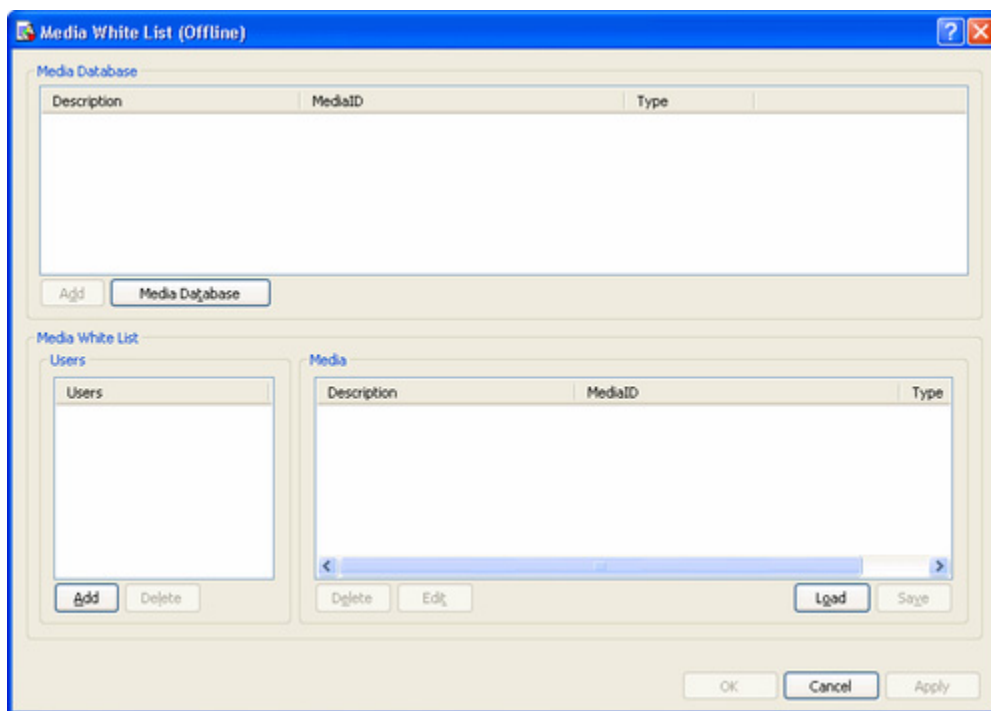 Media White List (Offline)
Media Database
Description MediaID Type
Add Media Database
Media White List
Users
Users
Add Delete
Media
Description MediaID Type
Delete Edit Load Save
OK Cancel Apply